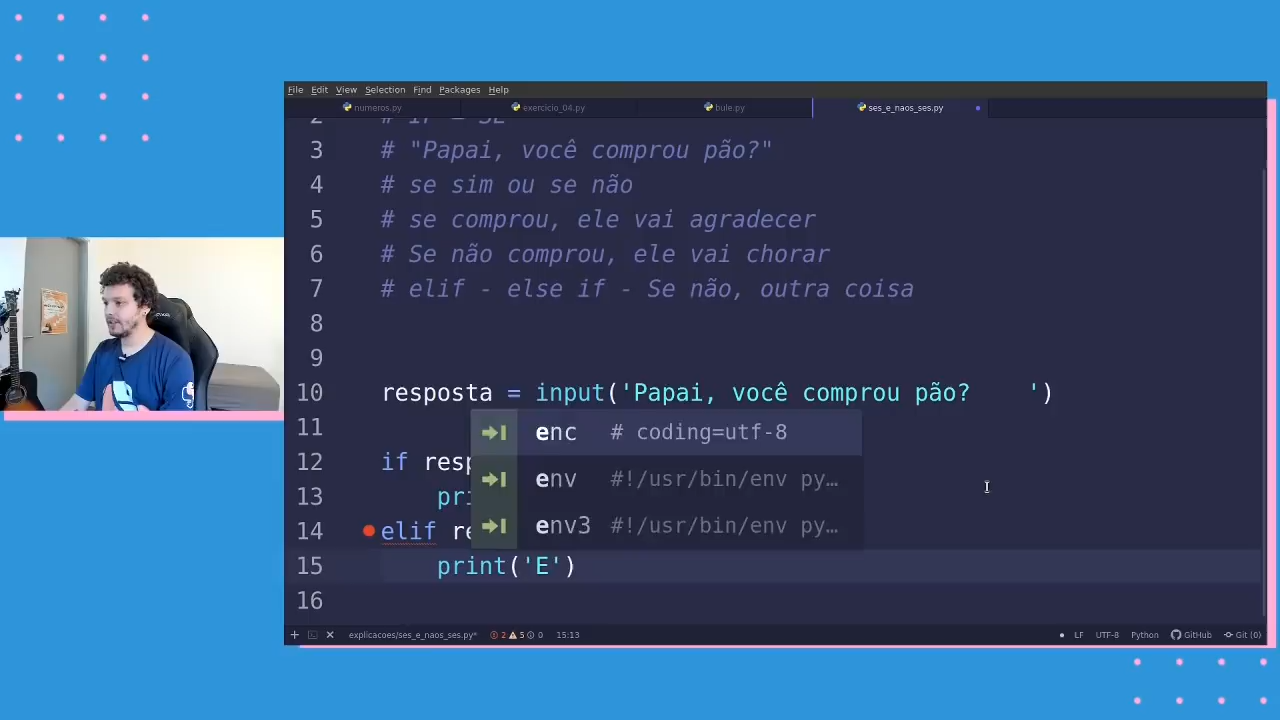 File Edit View Selection Find Packages Help
numeros.py exercicio_04.py bule.py ses_e_naos_ses.py
2 # IF = SE
3 # "Papai, você comprou pão?"
4 # se sim ou se não
5 # se comprou, ele vai agradecer
6 # Se não comprou, ele vai chorar
7 # elif - else if - Se não, outra coisa
8
9
10 resposta = input('Papai, você comprou pão?    ')
11
enc # coding=utf-8
12 if resp
env #!/usr/bin/env py…
13 pri
14 elif re
env3 #!/usr/bin/env py…
15 print('E')
16
explicacoes/ses_e_naos_ses.py* 2 5 0 15:13 LF UTF-8 Python GitHub Git (0)